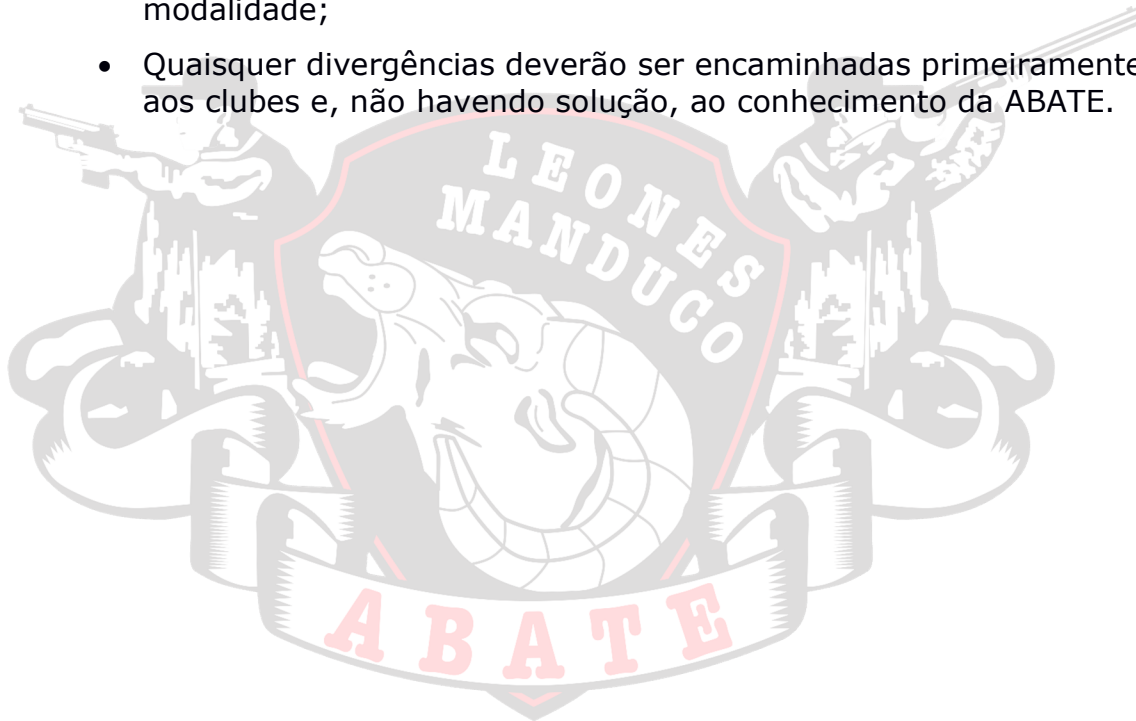 modalidade;
• Quaisquer divergências deverão ser encaminhadas primeiramente
aos clubes e, não havendo solução, ao conhecimento da ABATE.
LEONES
MANDUCO
ABATE